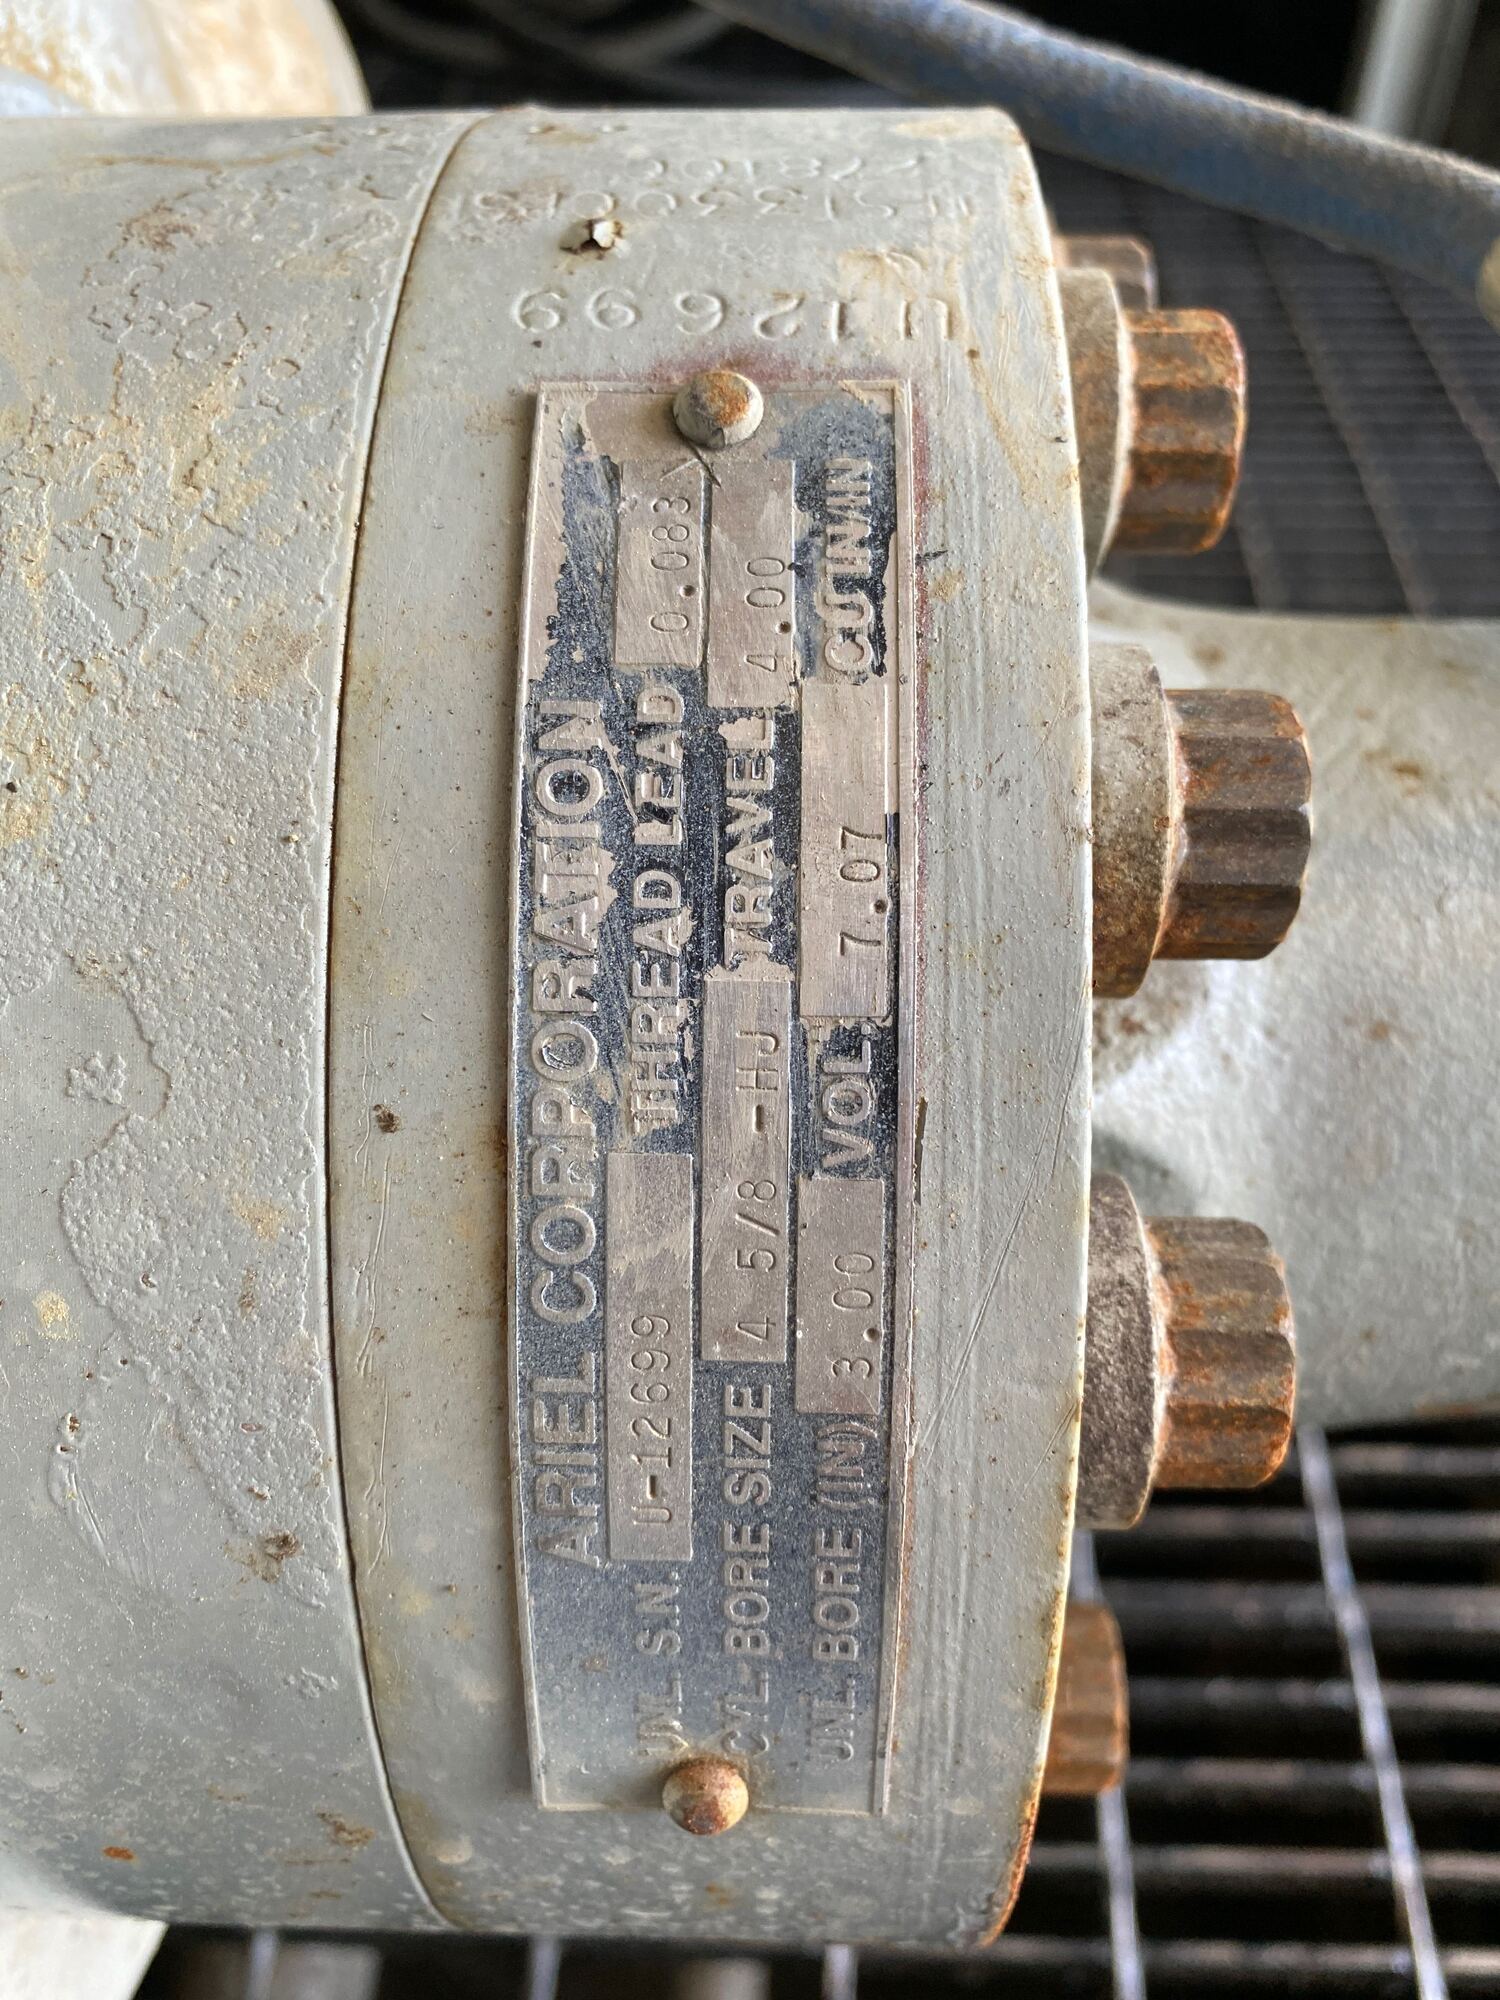 ARIEL CORPORATION
UNL. S.N. U-12699 THREAD LEAD 0.083
CYL. BORE SIZE 4 5/8 -HJ TRAVEL 4.00
UNL. BORE (IN) 3.00 VOL. 7.07 CU IN/IN
U12699